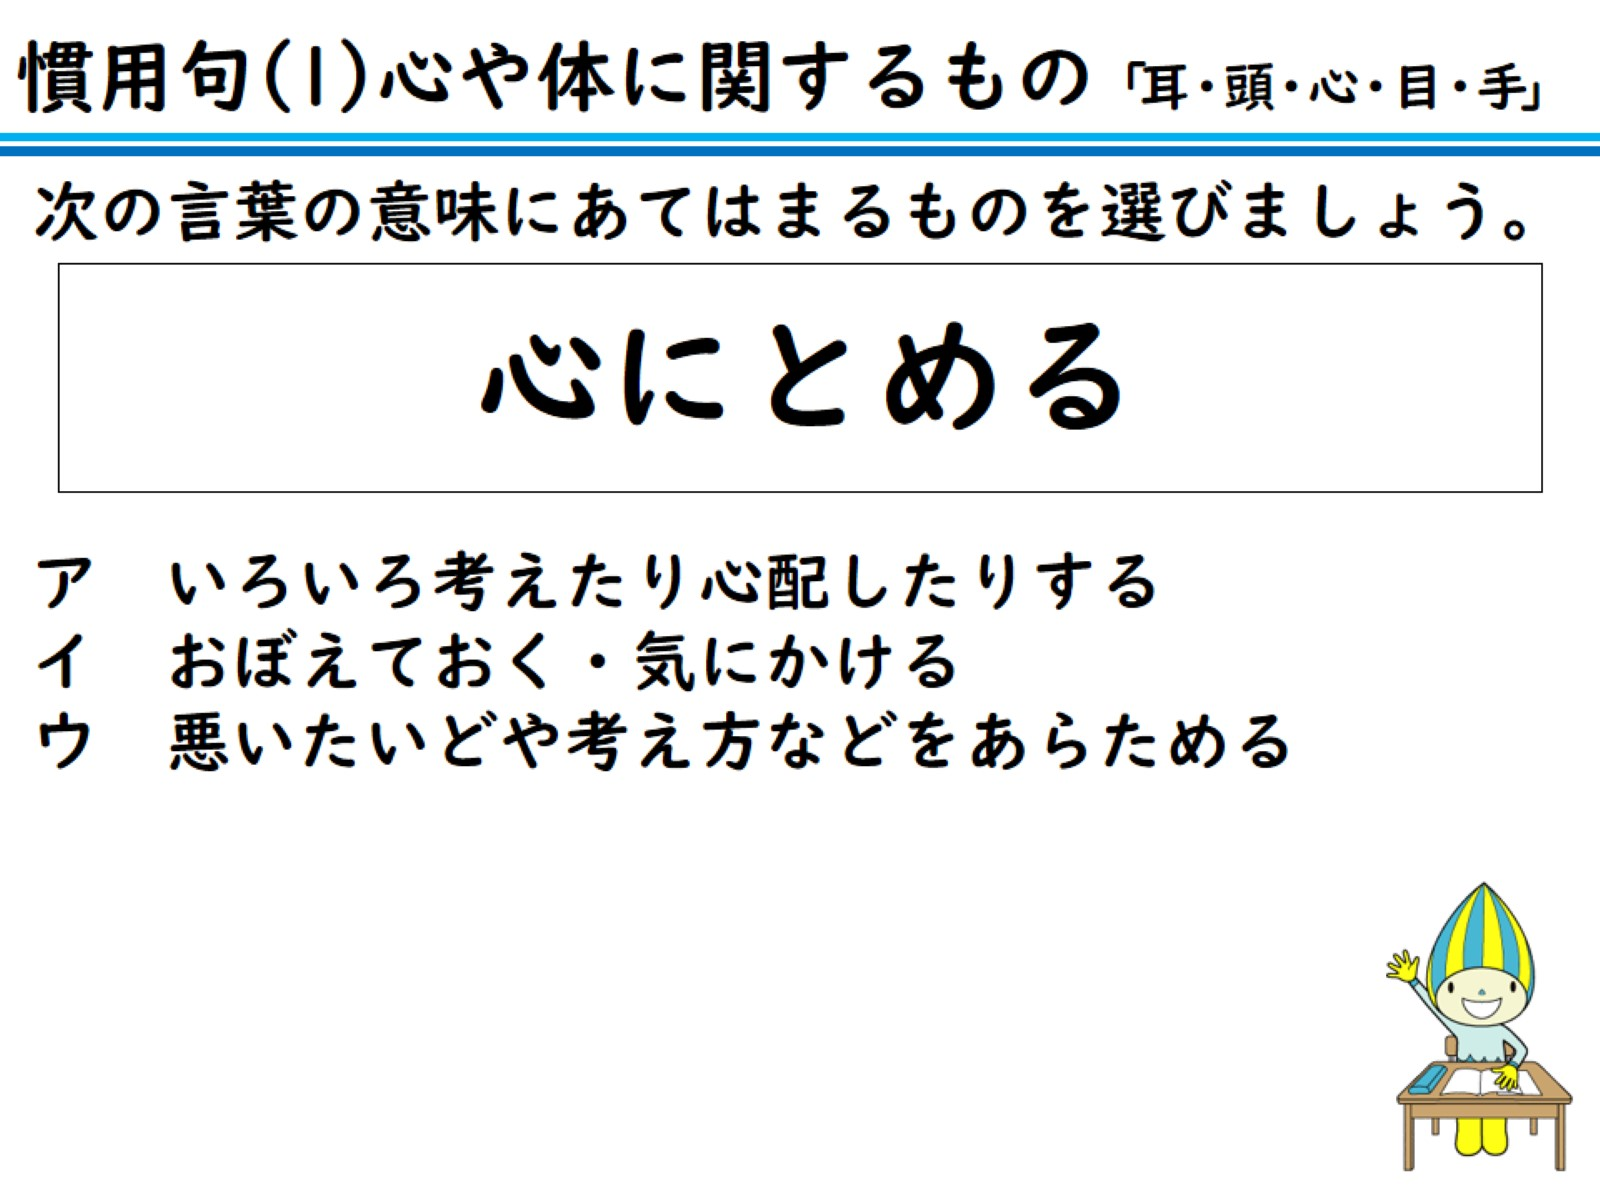 慣用句(1)心や体に関するもの「耳・頭・心・目・手」
次の言葉の意味にあてはまるものを選びましょう。
心にとめる
ア　いろいろ考えたり心配したりする
イ　おぼえておく・気にかける
ウ　悪いたいどや考え方などをあらためる